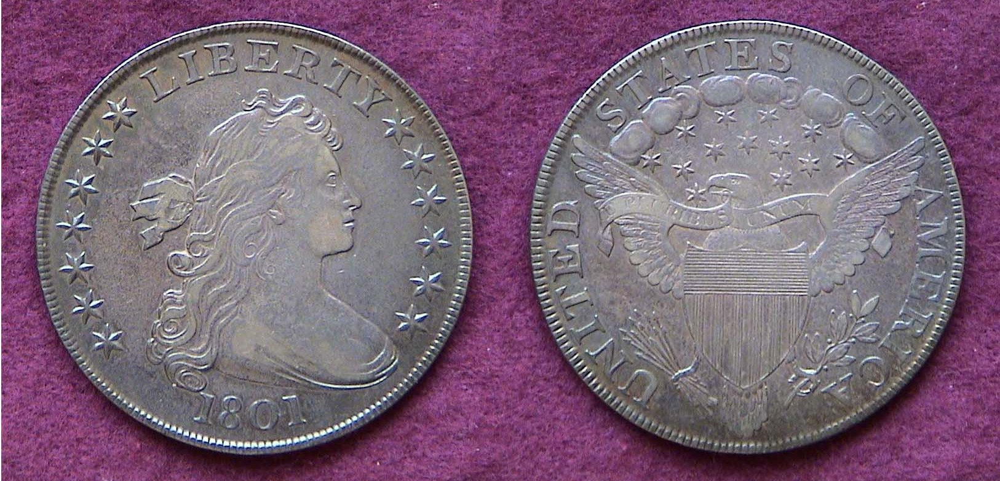 LIBERTY
1801
UNITED STATES OF AMERICA
E PLURIBUS UNUM